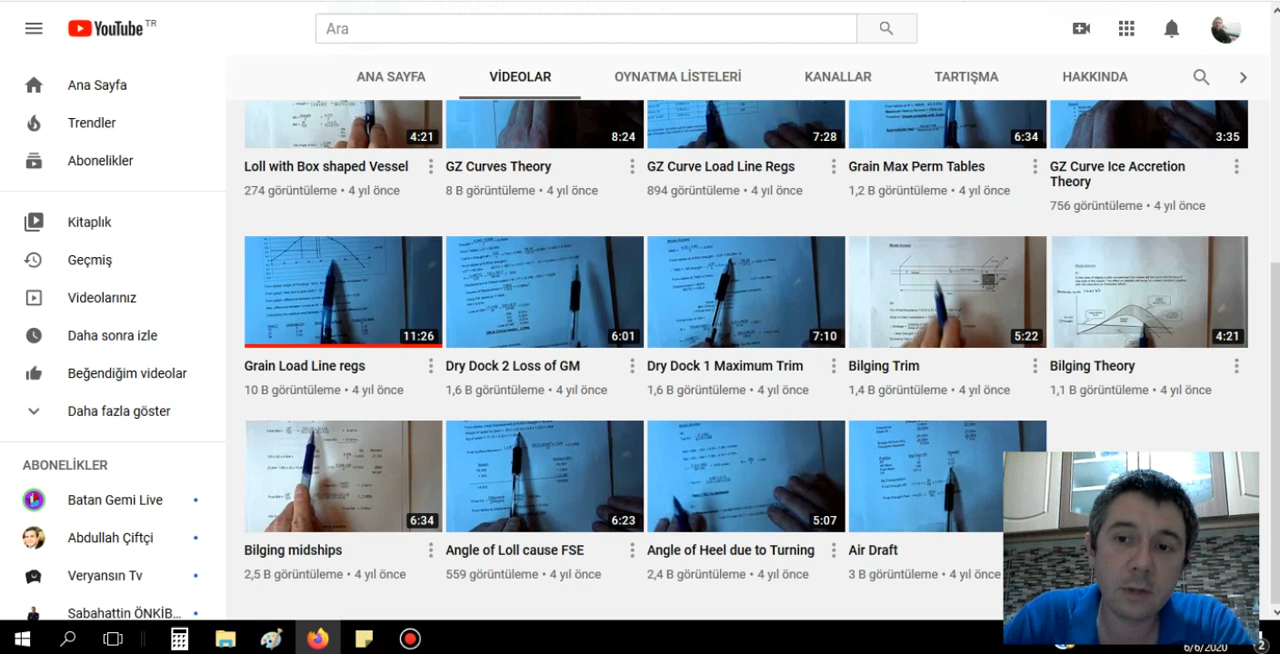 YouTube TR
Ara
Ana Sayfa
Trendler
Abonelikler
Kitaplık
Geçmiş
Videolarınız
Daha sonra izle
Beğendiğim videolar
Daha fazla göster
ABONELİKLER
Batan Gemi Live
Abdullah Çiftçi
Veryansın Tv
Sabahattin ÖNKİB...
ANA SAYFA VİDEOLAR OYNATMA LİSTELERİ KANALLAR TARTIŞMA HAKKINDA
4:21 8:24 7:28 6:34 3:35
Loll with Box shaped Vessel
274 görüntüleme • 4 yıl önce
GZ Curves Theory
8 B görüntüleme • 4 yıl önce
GZ Curve Load Line Regs
894 görüntüleme • 4 yıl önce
Grain Max Perm Tables
1,2 B görüntüleme • 4 yıl önce
GZ Curve Ice Accretion
Theory
756 görüntüleme • 4 yıl önce
11:26 6:01 7:10 5:22 4:21
Grain Load Line regs
10 B görüntüleme • 4 yıl önce
Dry Dock 2 Loss of GM
1,6 B görüntüleme • 4 yıl önce
Dry Dock 1 Maximum Trim
1,6 B görüntüleme • 4 yıl önce
Bilging Trim
1,4 B görüntüleme • 4 yıl önce
Bilging Theory
1,1 B görüntüleme • 4 yıl önce
6:34 6:23 5:07
Bilging midships
2,5 B görüntüleme • 4 yıl önce
Angle of Loll cause FSE
559 görüntüleme • 4 yıl önce
Angle of Heel due to Turning
2,4 B görüntüleme • 4 yıl önce
Air Draft
3 B görüntüleme • 4 yıl önce
6/6/2020
2